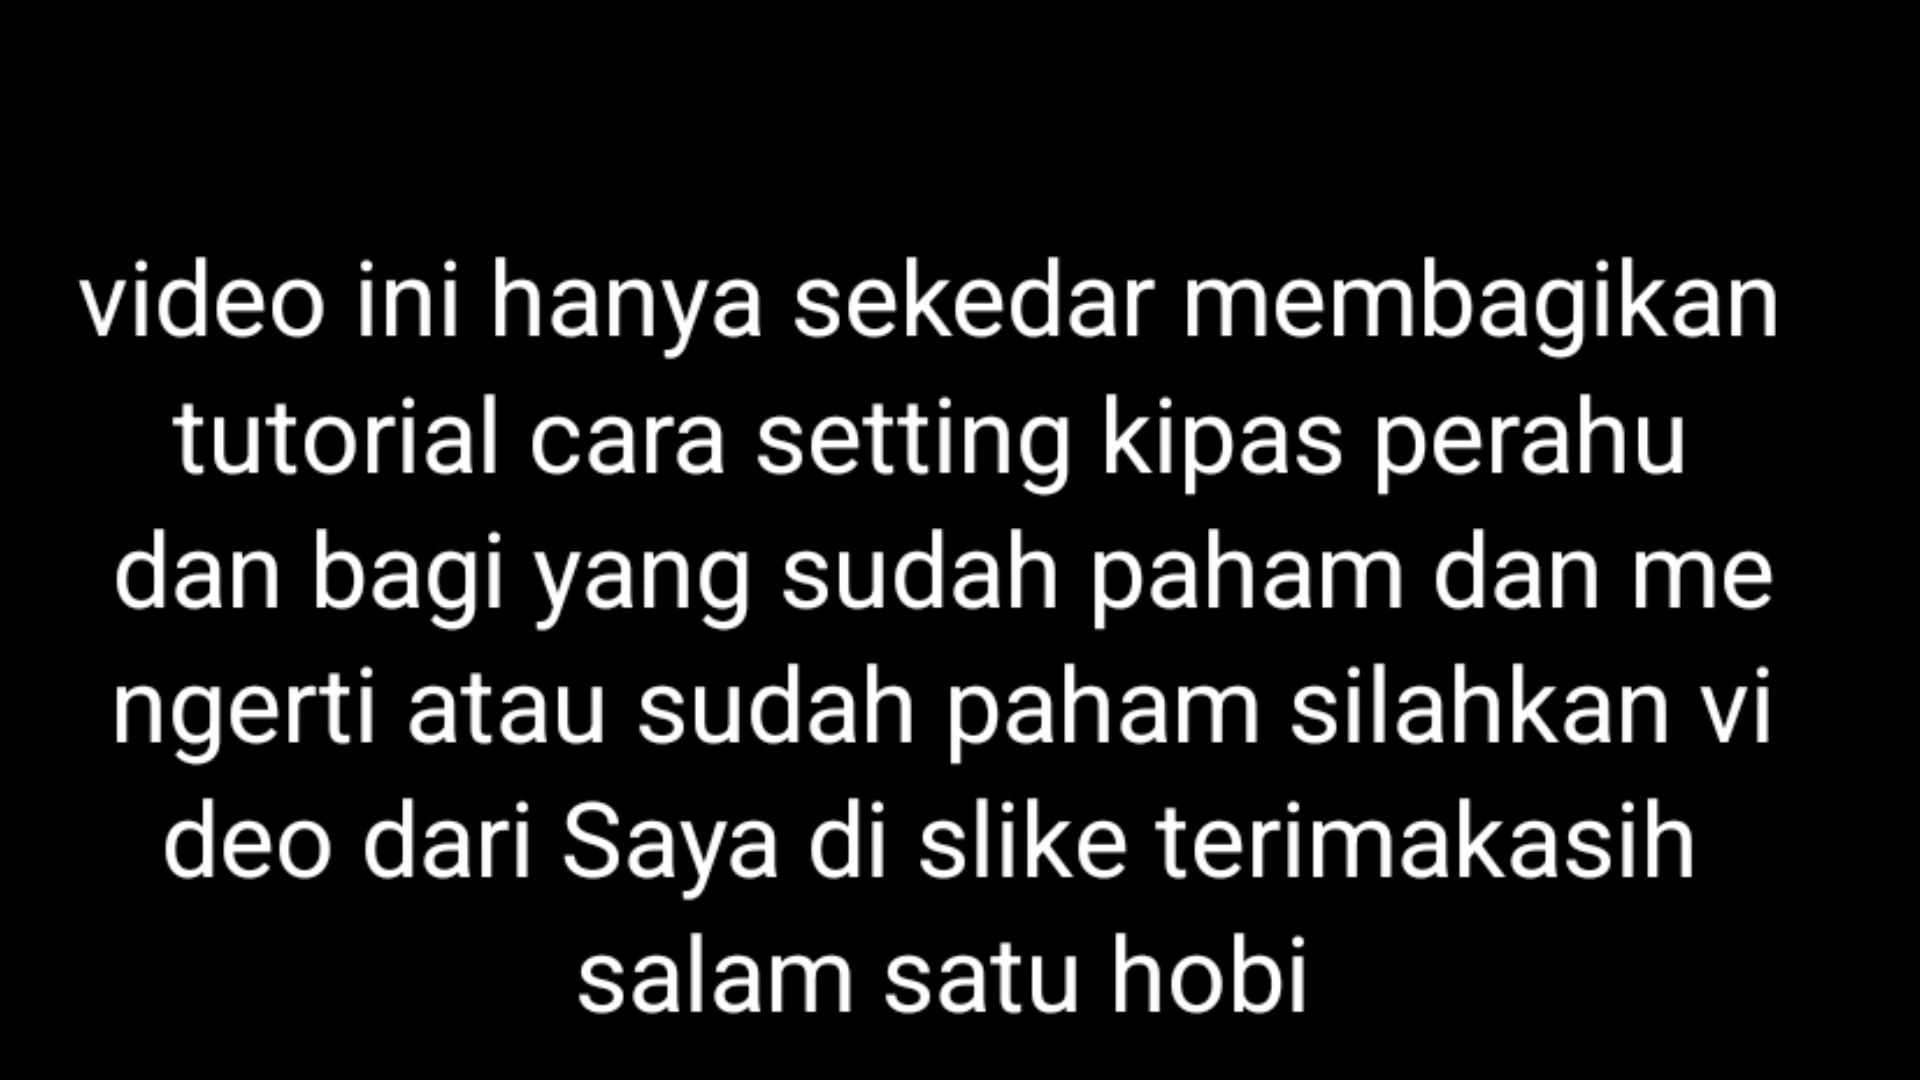 video ini hanya sekedar membagikan
tutorial cara setting kipas perahu
dan bagi yang sudah paham dan me
ngerti atau sudah paham silahkan vi
deo dari Saya di slike terimakasih
salam satu hobi